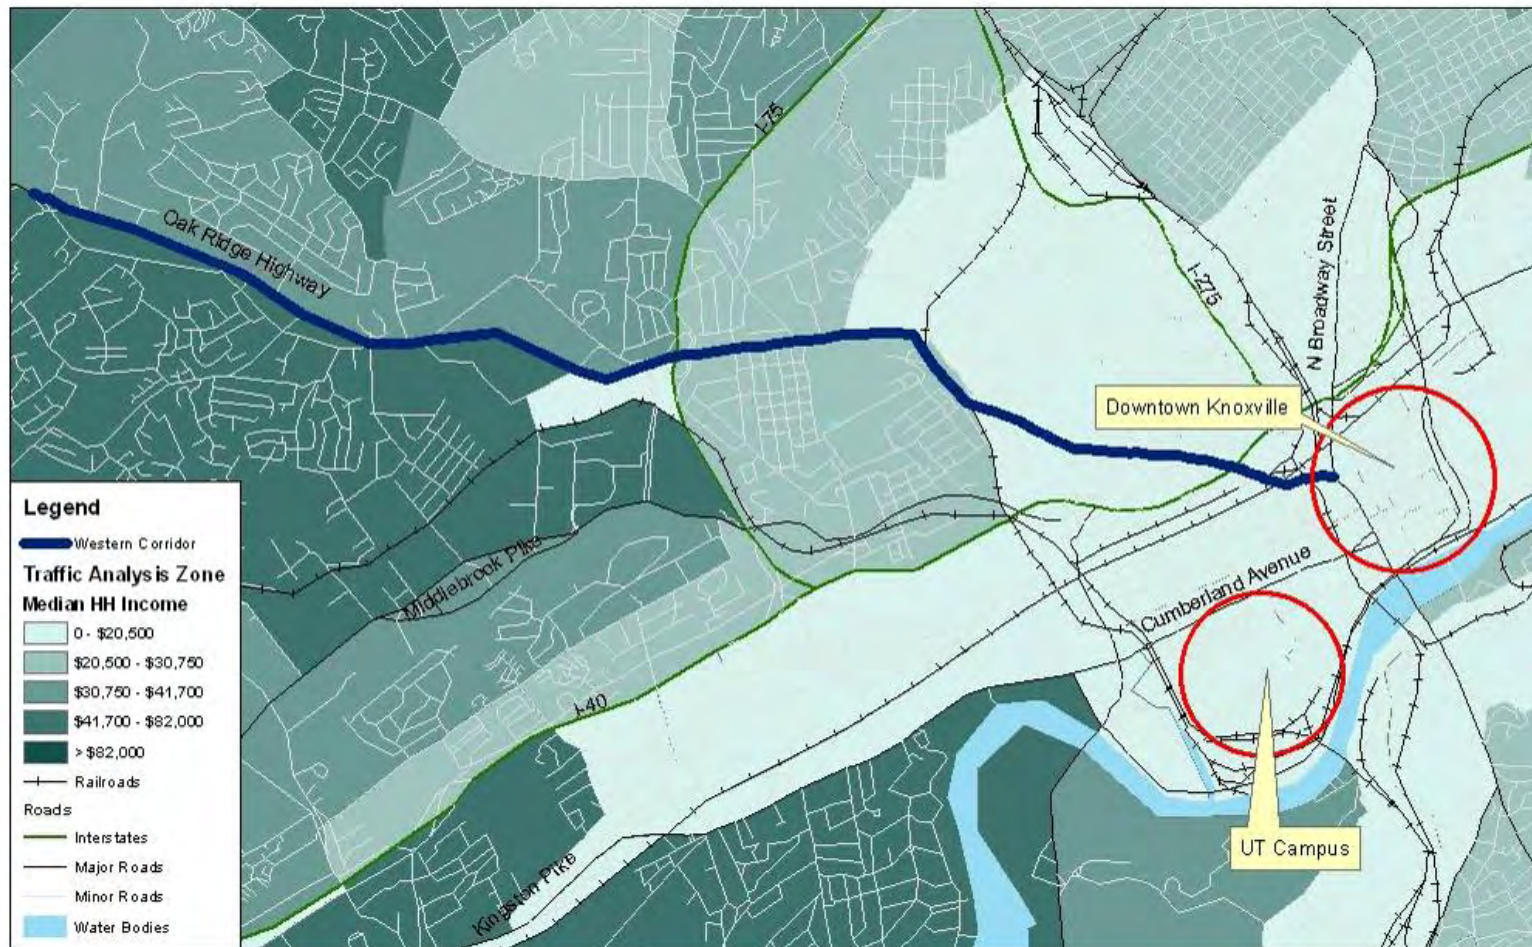 I-75
Oak Ridge Highway
I-275
N Broadway Street
Downtown Knoxville
Middlebrook Pike
Cumberland Avenue
I-40
Kingston Pike
UT Campus
Legend
Western Corridor
Traffic Analysis Zone
Median HH Income
0 - $20,500
$20,500 - $30,750
$30,750 - $41,700
$41,700 - $82,000
> $82,000
Railroads
Roads
Interstates
Major Roads
Minor Roads
Water Bodies